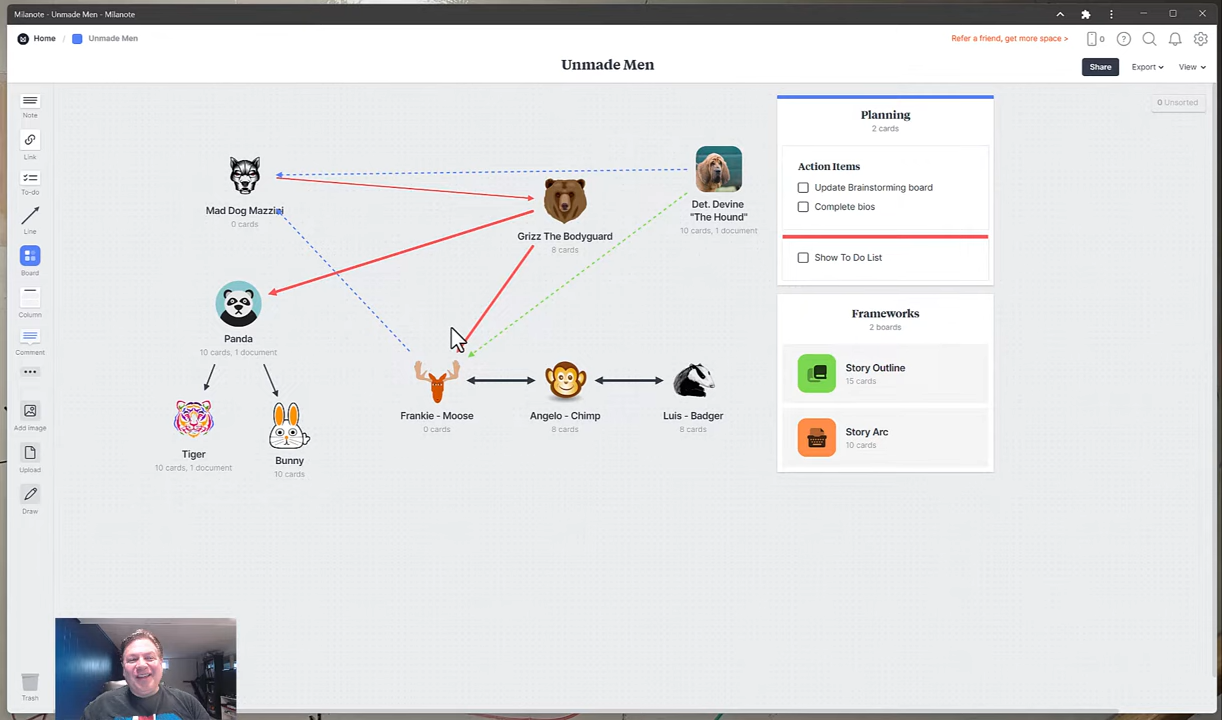 Milanote - Unmade Men - Milanote
Home / Unmade Men
Refer a friend, get more space >
0
Unmade Men
Share
Export
View
Note
Link
To-do
Line
Board
Column
Comment
Add image
Upload
Draw
Trash
Mad Dog Mazzini
0 cards
Grizz The Bodyguard
8 cards
Det. Devine
"The Hound"
10 cards, 1 document
Panda
10 cards, 1 document
Tiger
10 cards, 1 document
Bunny
10 cards
Frankie - Moose
0 cards
Angelo - Chimp
8 cards
Luis - Badger
8 cards
Planning
2 cards
Action Items
Update Brainstorming board
Complete bios
Show To Do List
Frameworks
2 boards
Story Outline
15 cards
Story Arc
10 cards
0 Unsorted